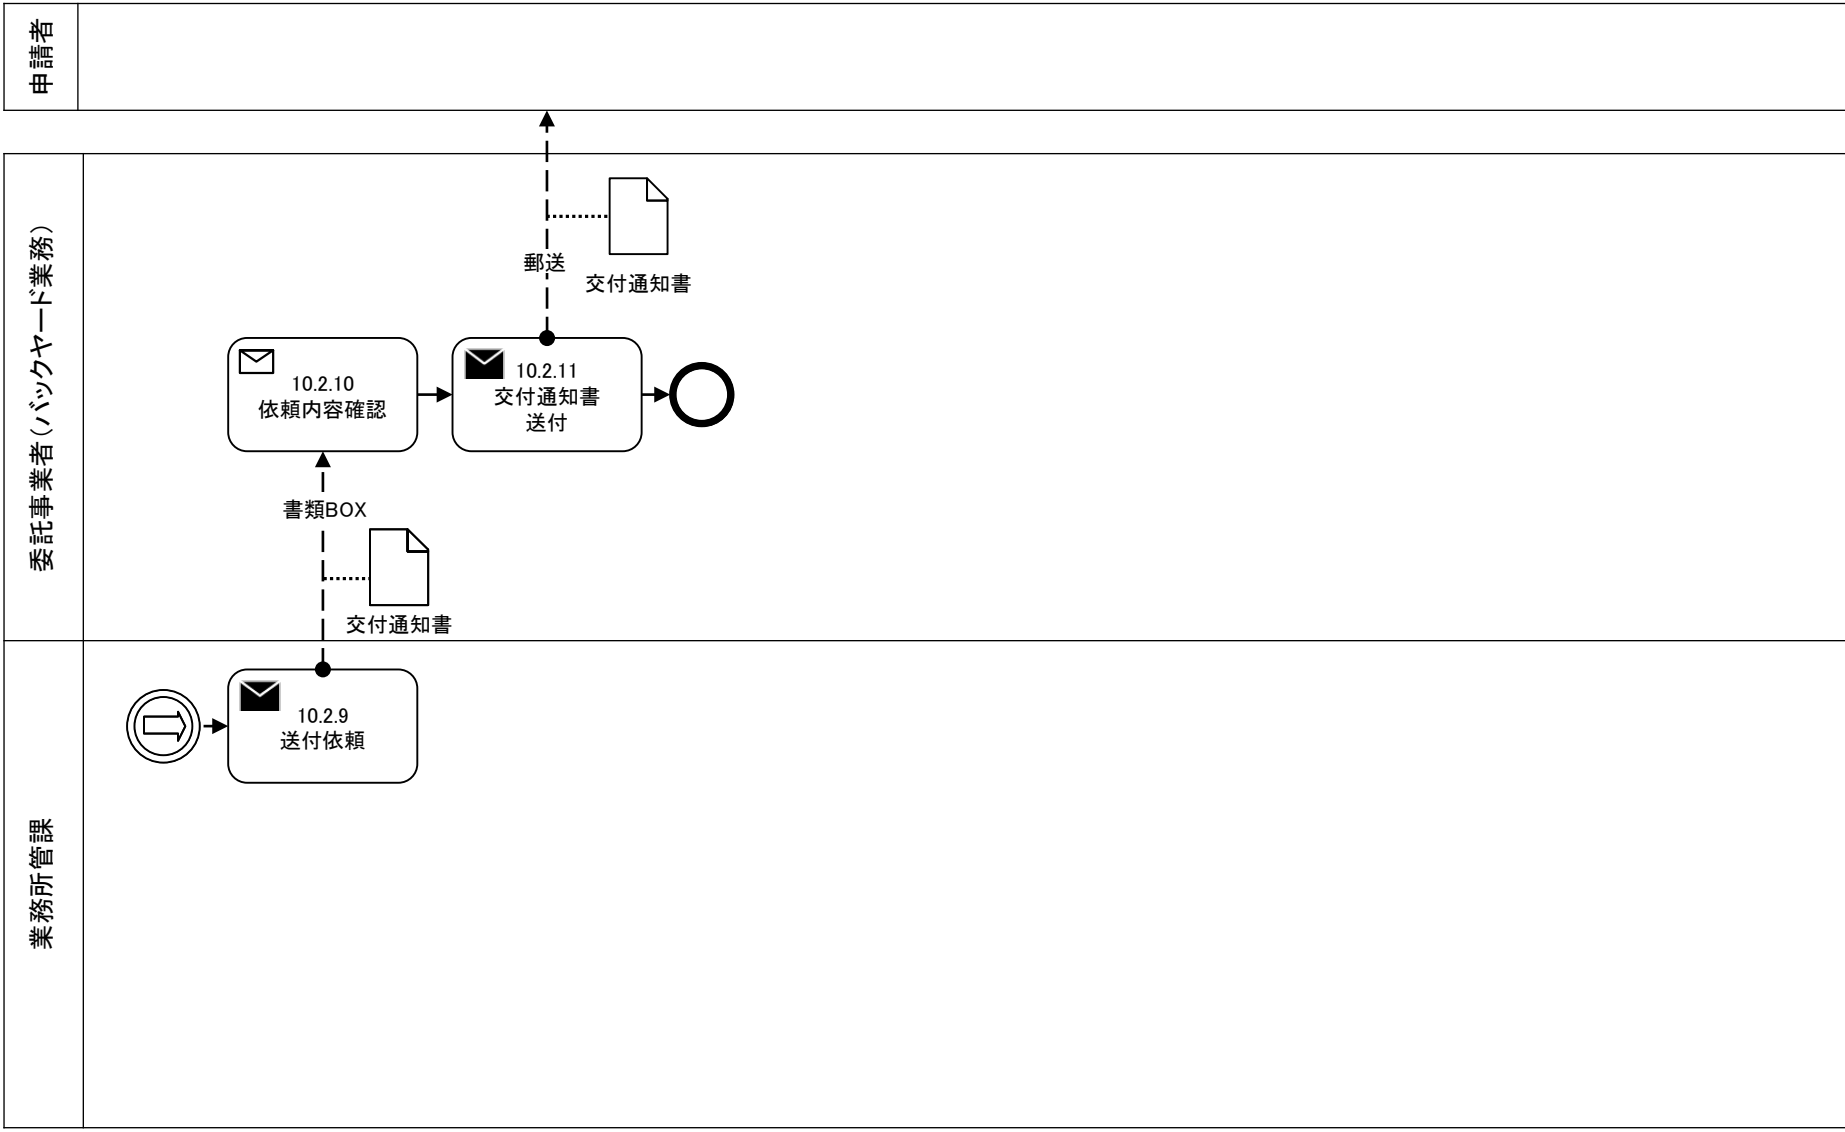 申請者
委託事業者（バックヤード業務）
郵送
交付通知書
10.2.10
依頼内容確認
10.2.11
交付通知書
送付
書類BOX
交付通知書
業務所管課
10.2.9
送付依頼